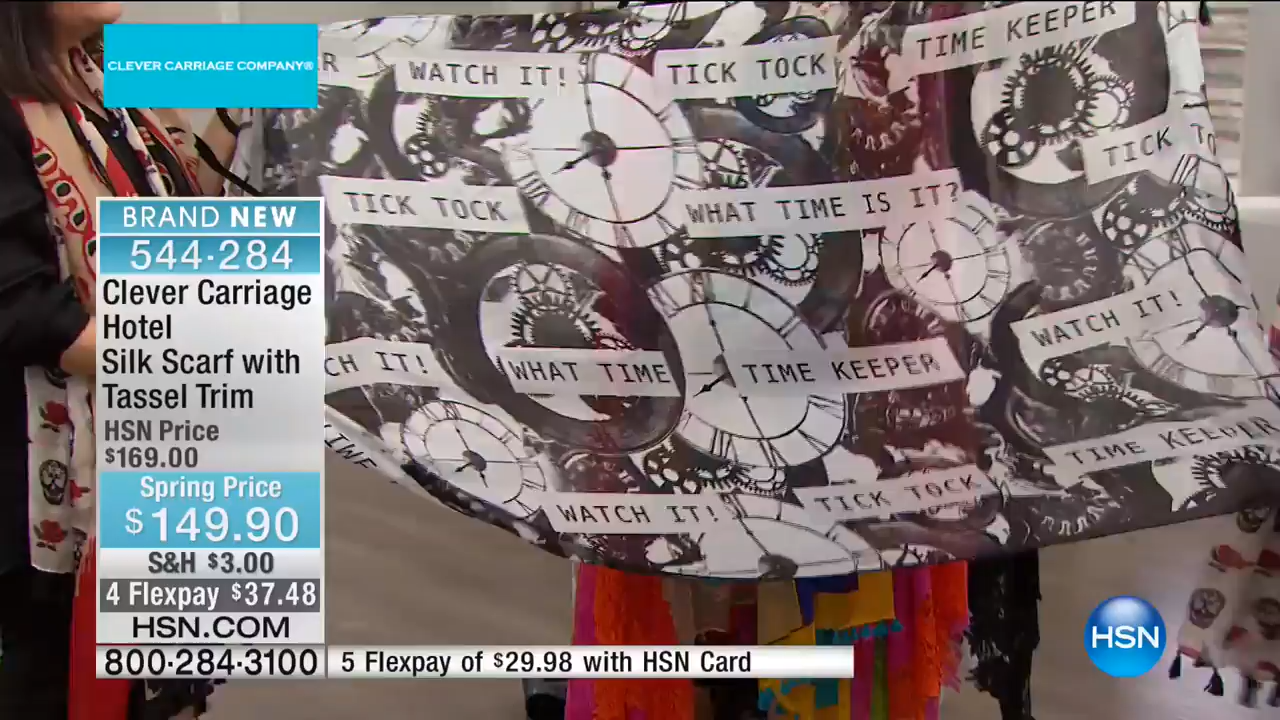 CLEVER CARRIAGE COMPANY®
BRAND NEW
544·284
Clever Carriage
Hotel
Silk Scarf with
Tassel Trim
HSN Price
$169.00
Spring Price
$149.90
S&H $3.00
4 Flexpay $37.48
HSN.COM
800·284·3100
5 Flexpay of $29.98 with HSN Card
HSN
R
WATCH IT!
TICK TOCK
TIME KEEPER
TICK TO
TICK TOCK
WHAT TIME IS IT?
WATCH IT!
CH IT!
WHAT TIME
TIME KEEPER
TIME KEEPER
WATCH IT!
TICK TOCK